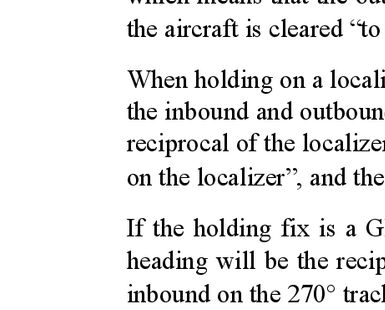 which means that the out
the aircraft is cleared “to
When holding on a locali
the inbound and outboun
reciprocal of the localizer
on the localizer”, and the
If the holding fix is a G
heading will be the recip
inbound on the 270° track